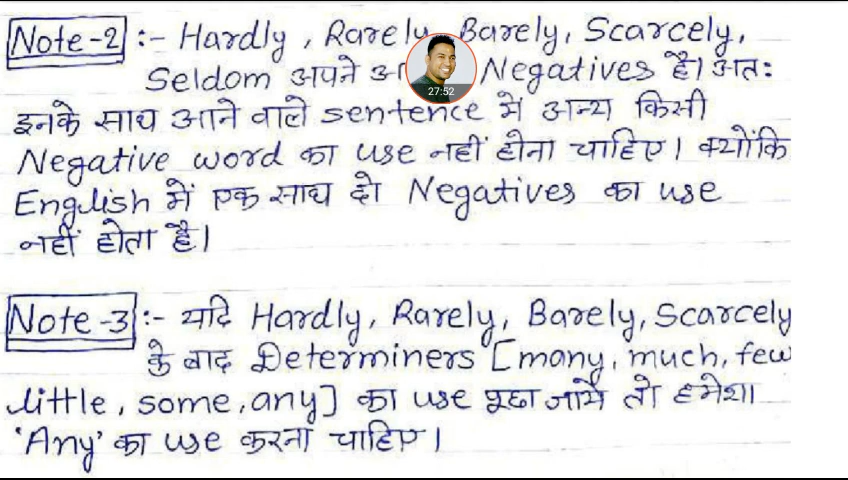 Note-2 :- Hardly, Rarely, Barely, Scarcely,
Seldom अपने Negatives हैं। अतः
इनके साथ आने वाले sentence में अन्य किसी
Negative word का use नहीं होना चाहिए। क्योंकि
English में एक साथ दो Negatives का use
नहीं होता है।
27:52
Note-3 :- यदि Hardly, Rarely, Barely, Scarcely
के बाद Determiners [many, much, few
little, some, any] का use पूछा जाये तो हमेशा
'Any' का use करना चाहिए।